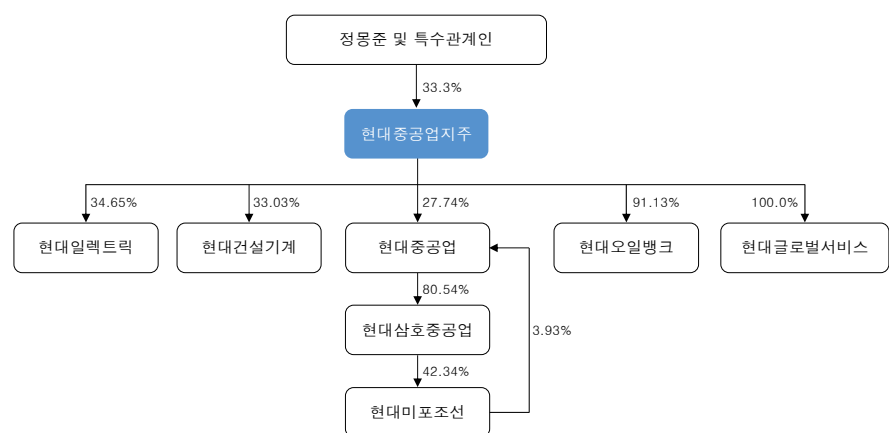 정몽준 및 특수관계인
33.3%
현대중공업지주
34.65%
33.03%
27.74%
91.13%
100.0%
현대일렉트릭
현대건설기계
현대중공업
현대오일뱅크
현대글로벌서비스
80.54%
현대삼호중공업
3.93%
42.34%
현대미포조선